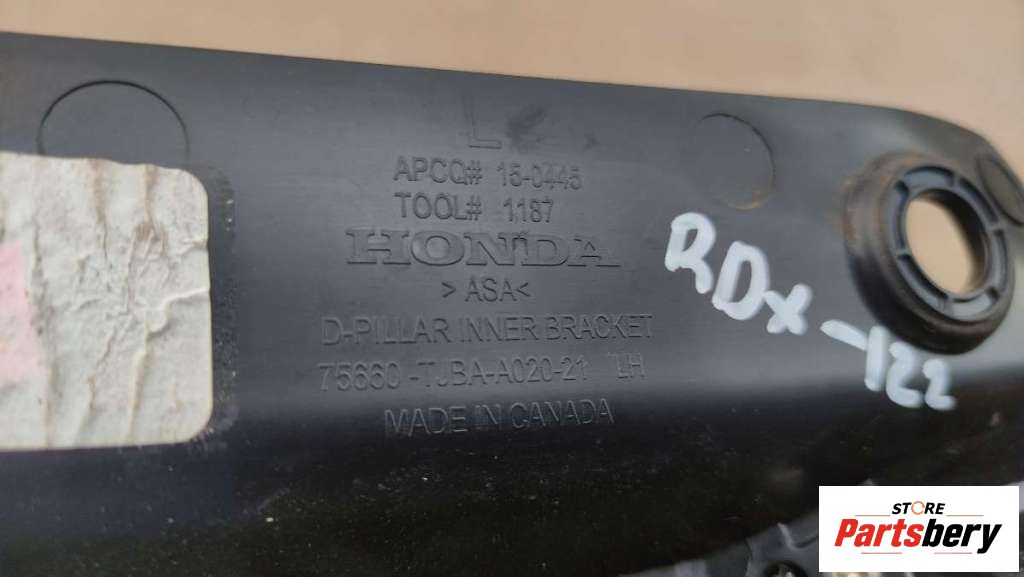 L
APCQ# 15-0445
TOOL# 1187
HONDA
>ASA<
D-PILLAR INNER BRACKET
75660-TJBA-A020-21 LH
MADE IN CANADA
RDX-122
STORE
Partsbery